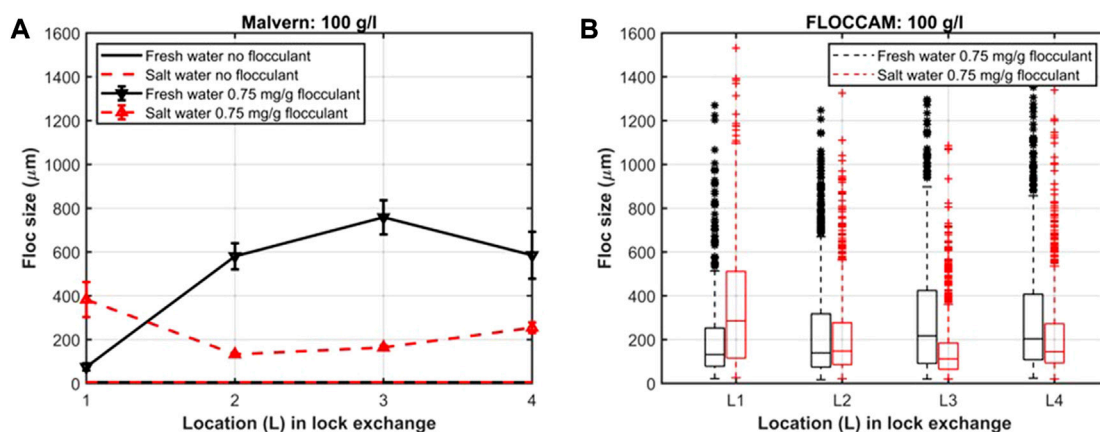 A
Malvern: 100 g/l
Fresh water no flocculant
Salt water no flocculant
Fresh water 0.75 mg/g flocculant
Salt water 0.75 mg/g flocculant
Floc size (μm)
1600
1400
1200
1000
800
600
400
200
0
1 2 3 4
Location (L) in lock exchange
B
FLOCCAM: 100 g/l
Fresh water 0.75 mg/g flocculant
Salt water 0.75 mg/g flocculant
Floc size (μm)
1600
1400
1200
1000
800
600
400
200
0
L1 L2 L3 L4
Location (L) in lock exchange